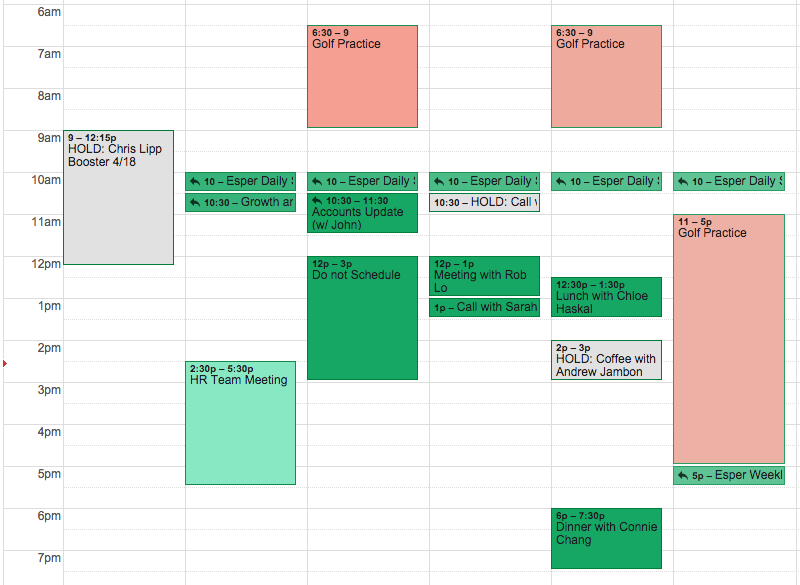 6am
7am
8am
9am
10am
11am
12pm
1pm
2pm
3pm
4pm
5pm
6pm
7pm
9 – 12:15p
HOLD: Chris Lipp
Booster 4/18
10 – Esper Daily
10:30 – Growth
2:30p – 5:30p
HR Team Meeting
6:30 – 9
Golf Practice
10 – Esper Daily
10:30 – 11:30
Accounts Update
(w/ John)
12p – 3p
Do not Schedule
10 – Esper Daily
10:30 – HOLD: Call
12p – 1p
Meeting with Rob
Lo
1p – Call with Sarah
6:30 – 9
Golf Practice
10 – Esper Daily
12:30p – 1:30p
Lunch with Chloe
Haskal
2p – 3p
HOLD: Coffee with
Andrew Jambon
6p – 7:30p
Dinner with Connie
Chang
10 – Esper Daily
11 – 5p
Golf Practice
5p – Esper Weekl